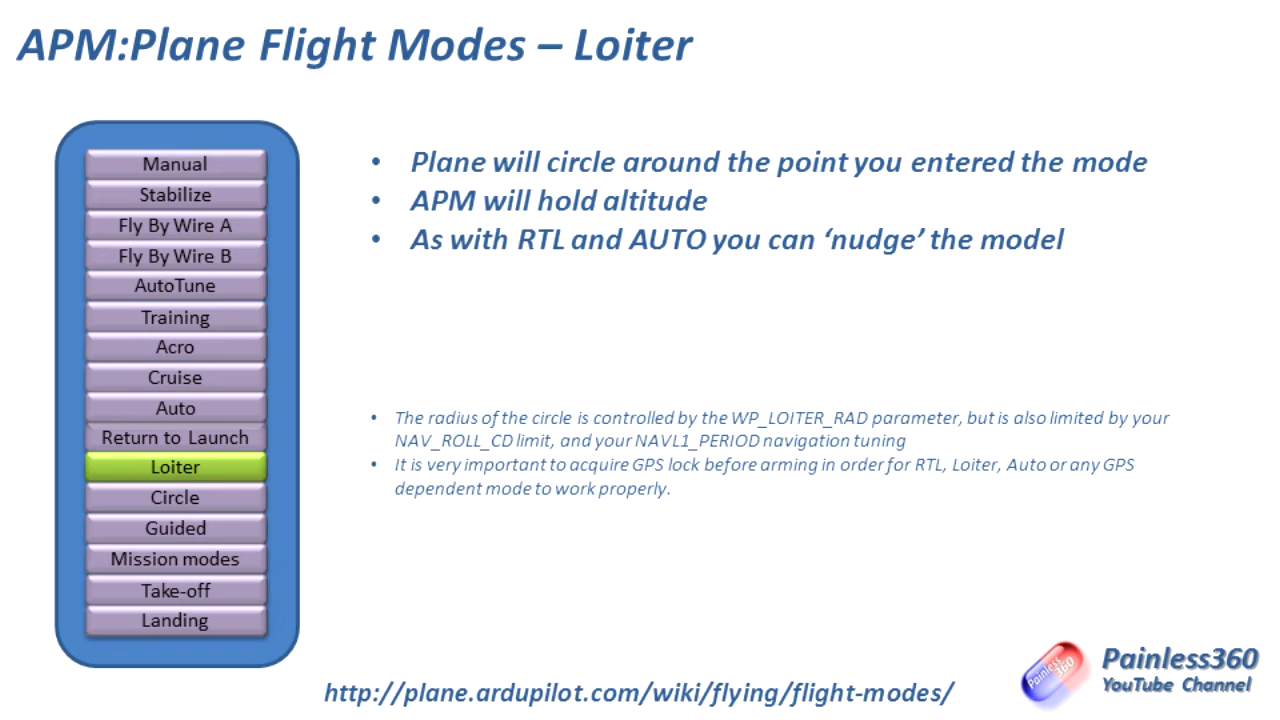 APM:Plane Flight Modes – Loiter
Manual
Stabilize
Fly By Wire A
Fly By Wire B
AutoTune
Training
Acro
Cruise
Auto
Return to Launch
Loiter
Circle
Guided
Mission modes
Take-off
Landing
• Plane will circle around the point you entered the mode
• APM will hold altitude
• As with RTL and AUTO you can ‘nudge’ the model
• The radius of the circle is controlled by the WP_LOITER_RAD parameter, but is also limited by your
NAV_ROLL_CD limit, and your NAVL1_PERIOD navigation tuning
• It is very important to acquire GPS lock before arming in order for RTL, Loiter, Auto or any GPS
dependent mode to work properly.
http://plane.ardupilot.com/wiki/flying/flight-modes/
Painless
360
Painless360
YouTube Channel